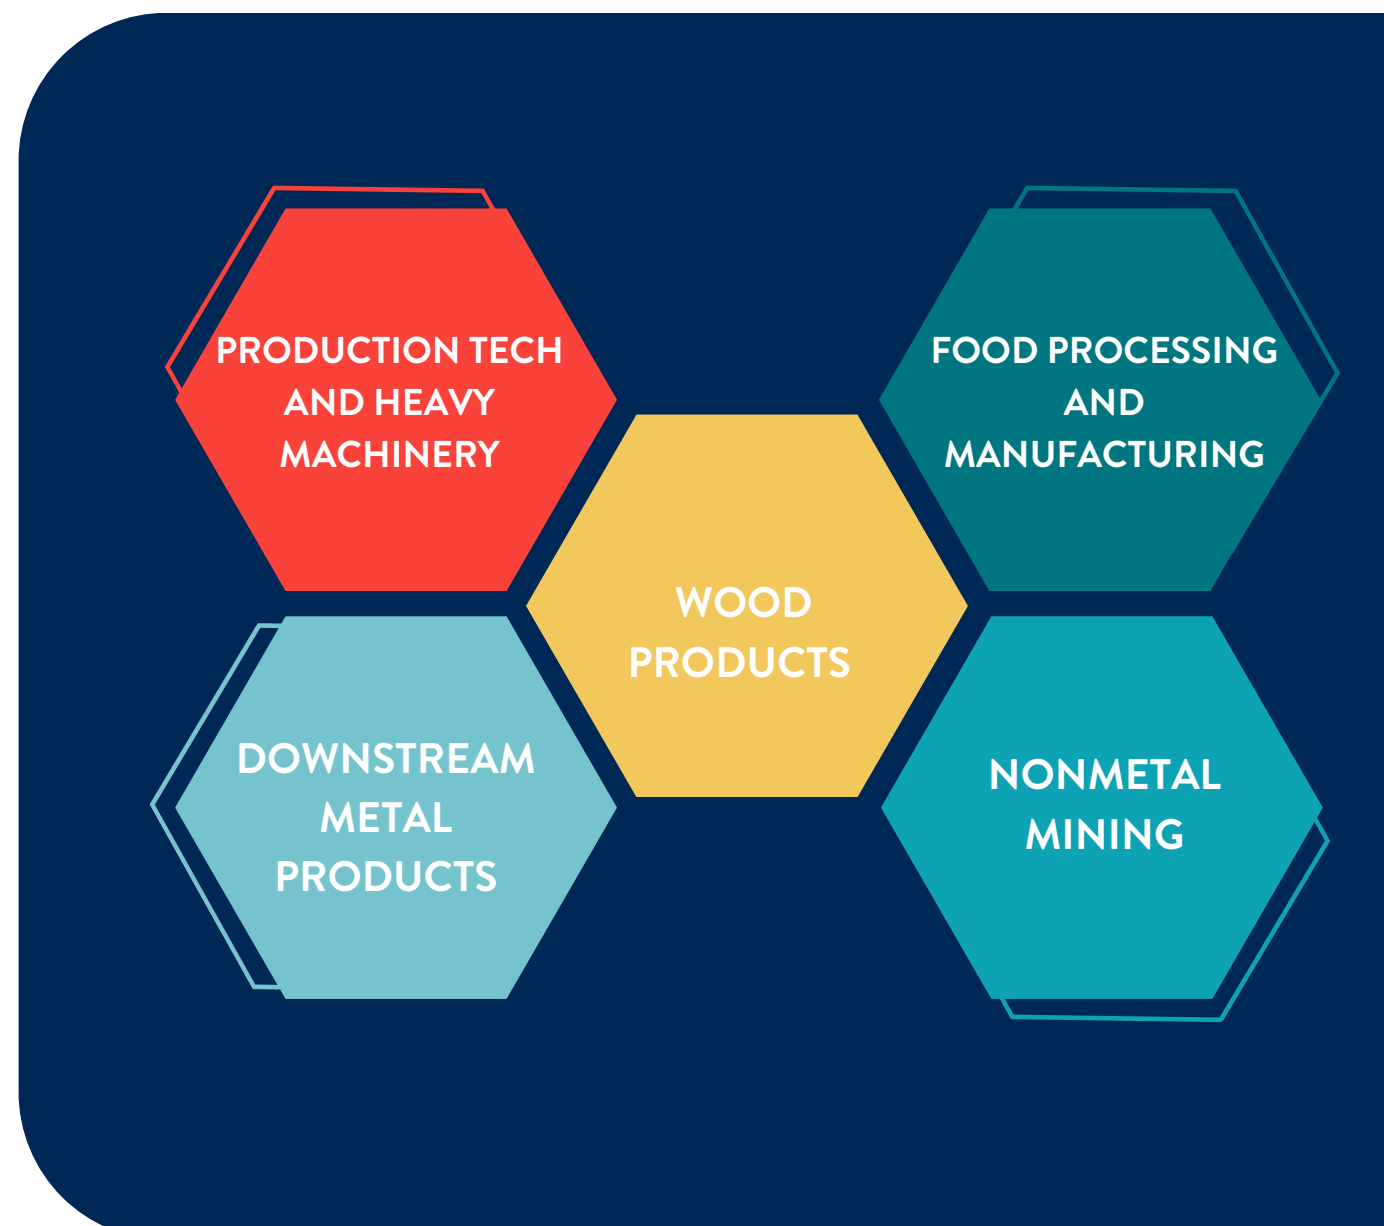 PRODUCTION TECH
AND HEAVY
MACHINERY
FOOD PROCESSING
AND
MANUFACTURING
WOOD
PRODUCTS
DOWNSTREAM
METAL
PRODUCTS
NONMETAL
MINING